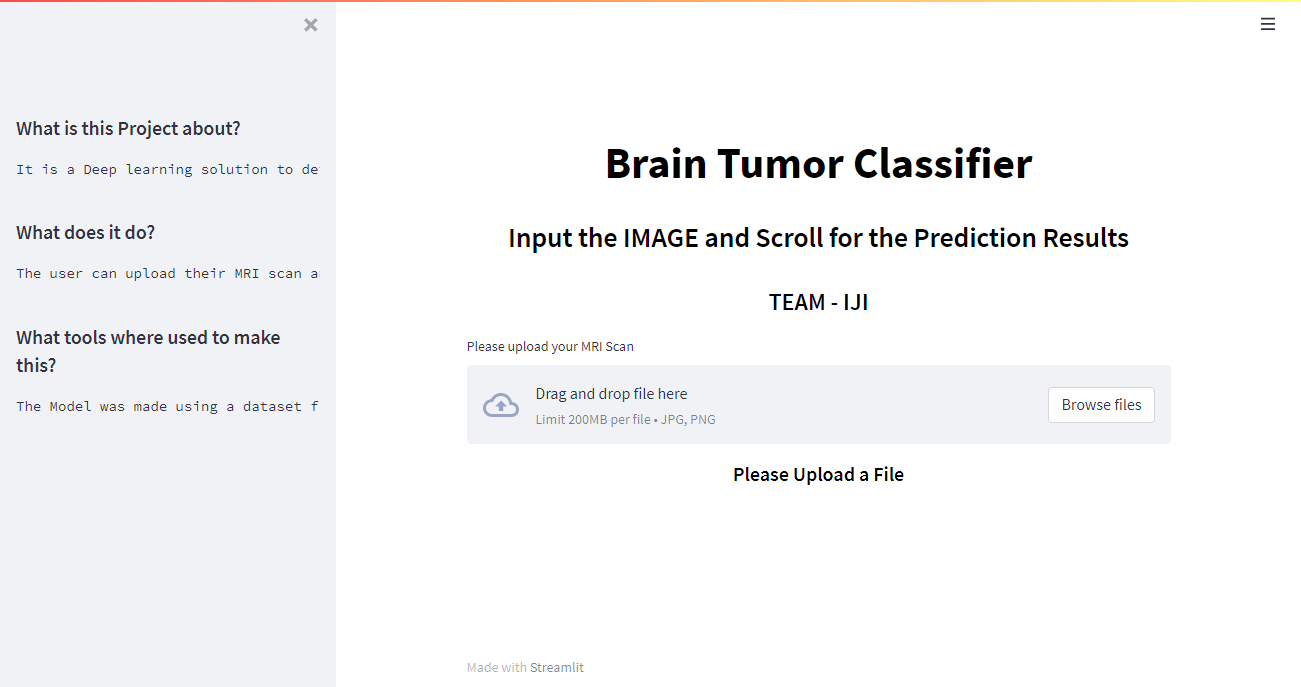 What is this Project about?
It is a Deep learning solution to de
What does it do?
The user can upload their MRI scan a
What tools where used to make
this?
The Model was made using a dataset f
Brain Tumor Classifier
Input the IMAGE and Scroll for the Prediction Results
TEAM - IJI
Please upload your MRI Scan
Drag and drop file here
Limit 200MB per file • JPG, PNG
Browse files
Please Upload a File
Made with Streamlit